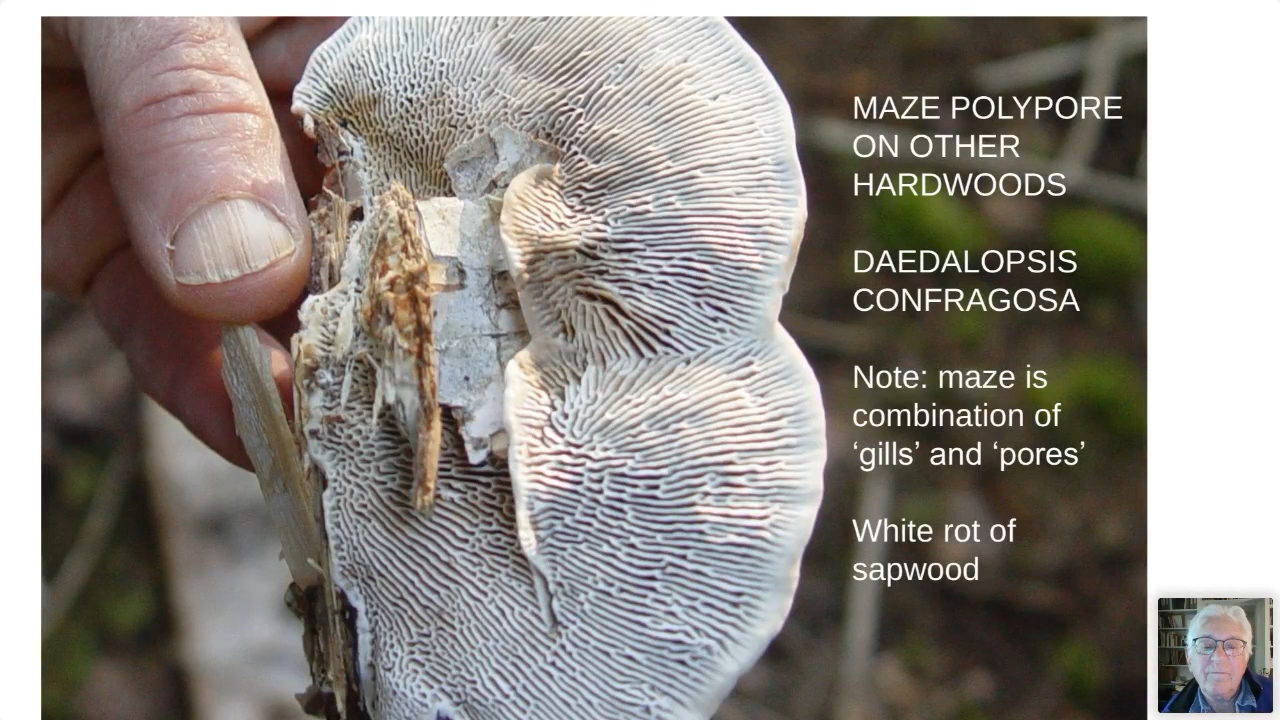 MAZE POLYPORE
ON OTHER
HARDWOODS
DAEDALOPSIS
CONFRAGOSA
Note: maze is
combination of
‘gills’ and ‘pores’
White rot of
sapwood